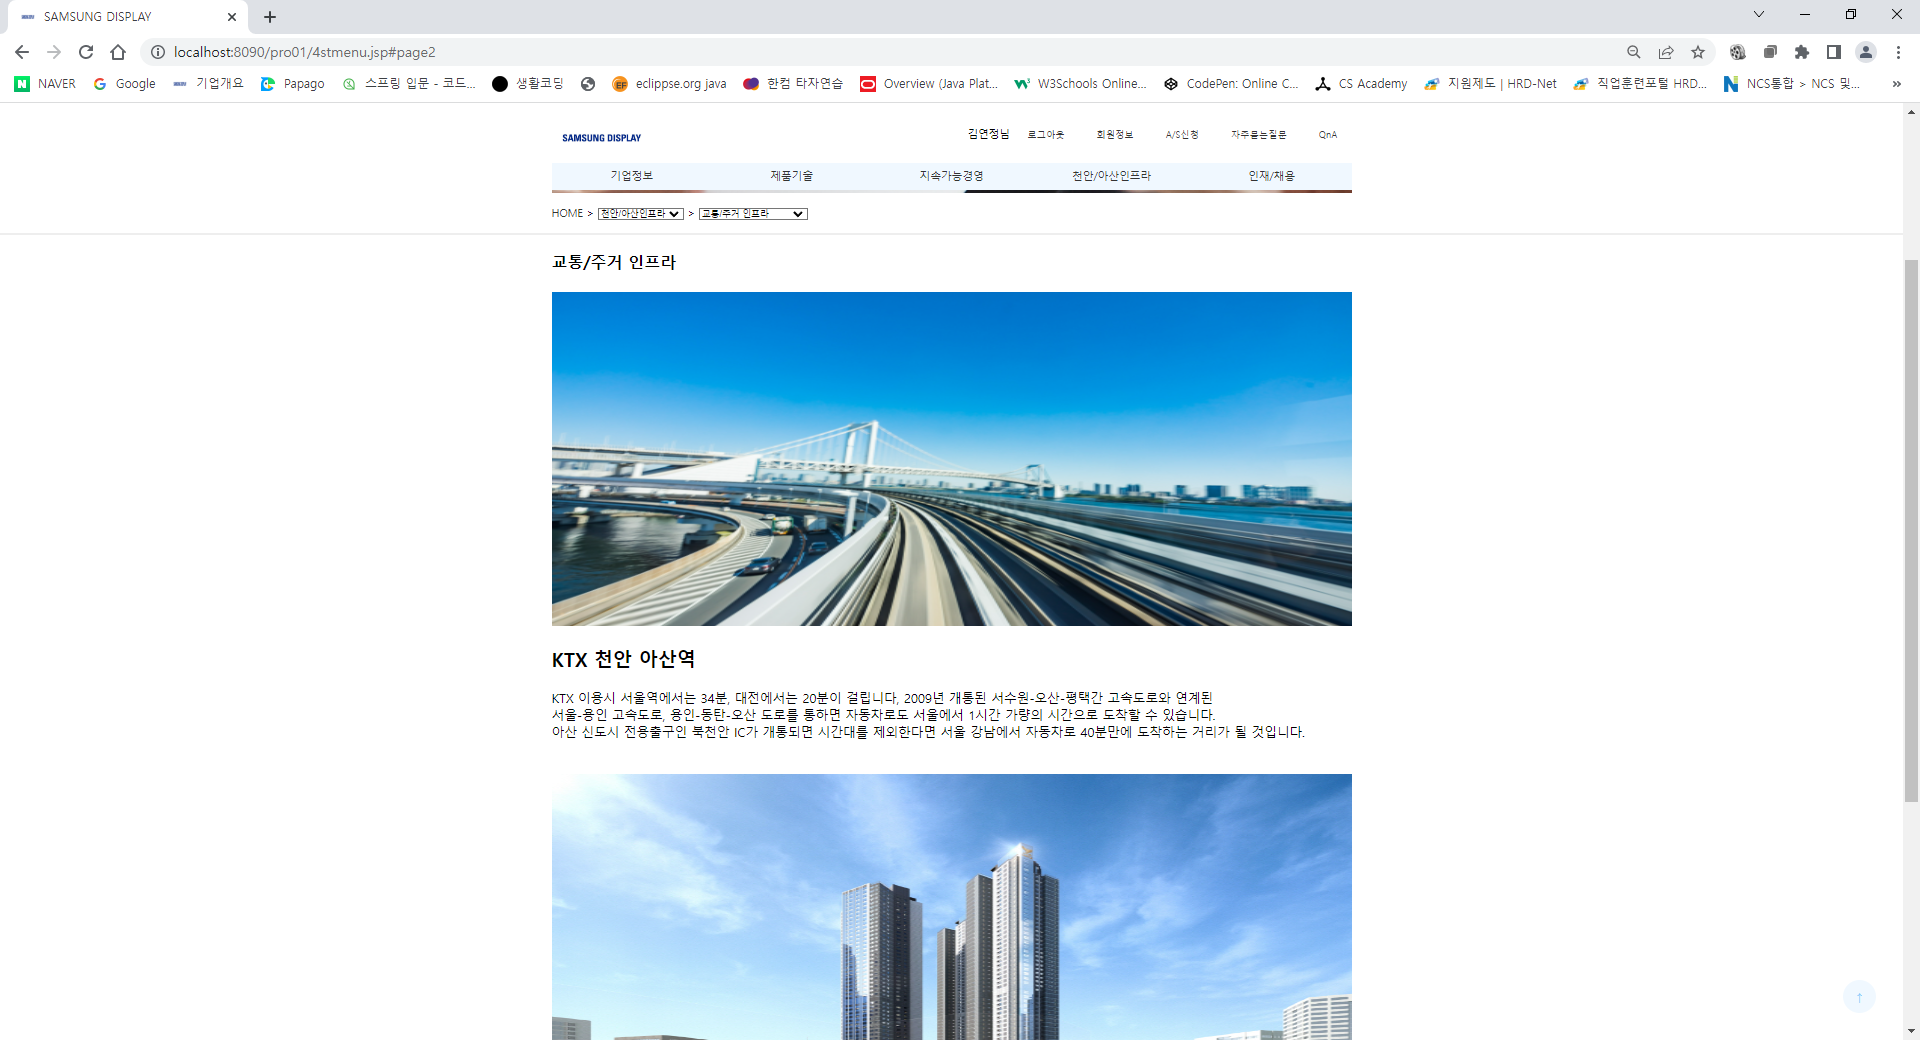 SAMSUNG DISPLAY
localhost:8090/pro01/4stmenu.jsp#page2
NAVER Google 기업개요 Papago 스프링 입문 - 코드... 생활코딩 eclippse.org java 한컴 타자연습 Overview (Java Plat... W3Schools Online... CodePen: Online C... CS Academy 지원제도 | HRD-Net 직업훈련포털 HRD... NCS통합 > NCS 및... »
SAMSUNG DISPLAY 김연정님 로그아웃 회원정보 A/S신청 자주묻는질문 QnA
기업정보 제품기술 지속가능경영 천안/아산인프라 인재/채용
HOME > 천안/아산인프라 > 교통/주거 인프라
교통/주거 인프라
KTX 천안 아산역
KTX 이용시 서울역에서는 34분, 대전에서는 20분이 걸립니다, 2009년 개통된 서수원-오산-평택간 고속도로와 연계된
서울-용인 고속도로, 용인-동탄-오산 도로를 통하면 자동차로도 서울에서 1시간 가량의 시간으로 도착할 수 있습니다.
아산 신도시 전용출구인 북천안 IC가 개통되면 시간대를 제외한다면 서울 강남에서 자동차로 40분만에 도착하는 거리가 될 것입니다.
↑